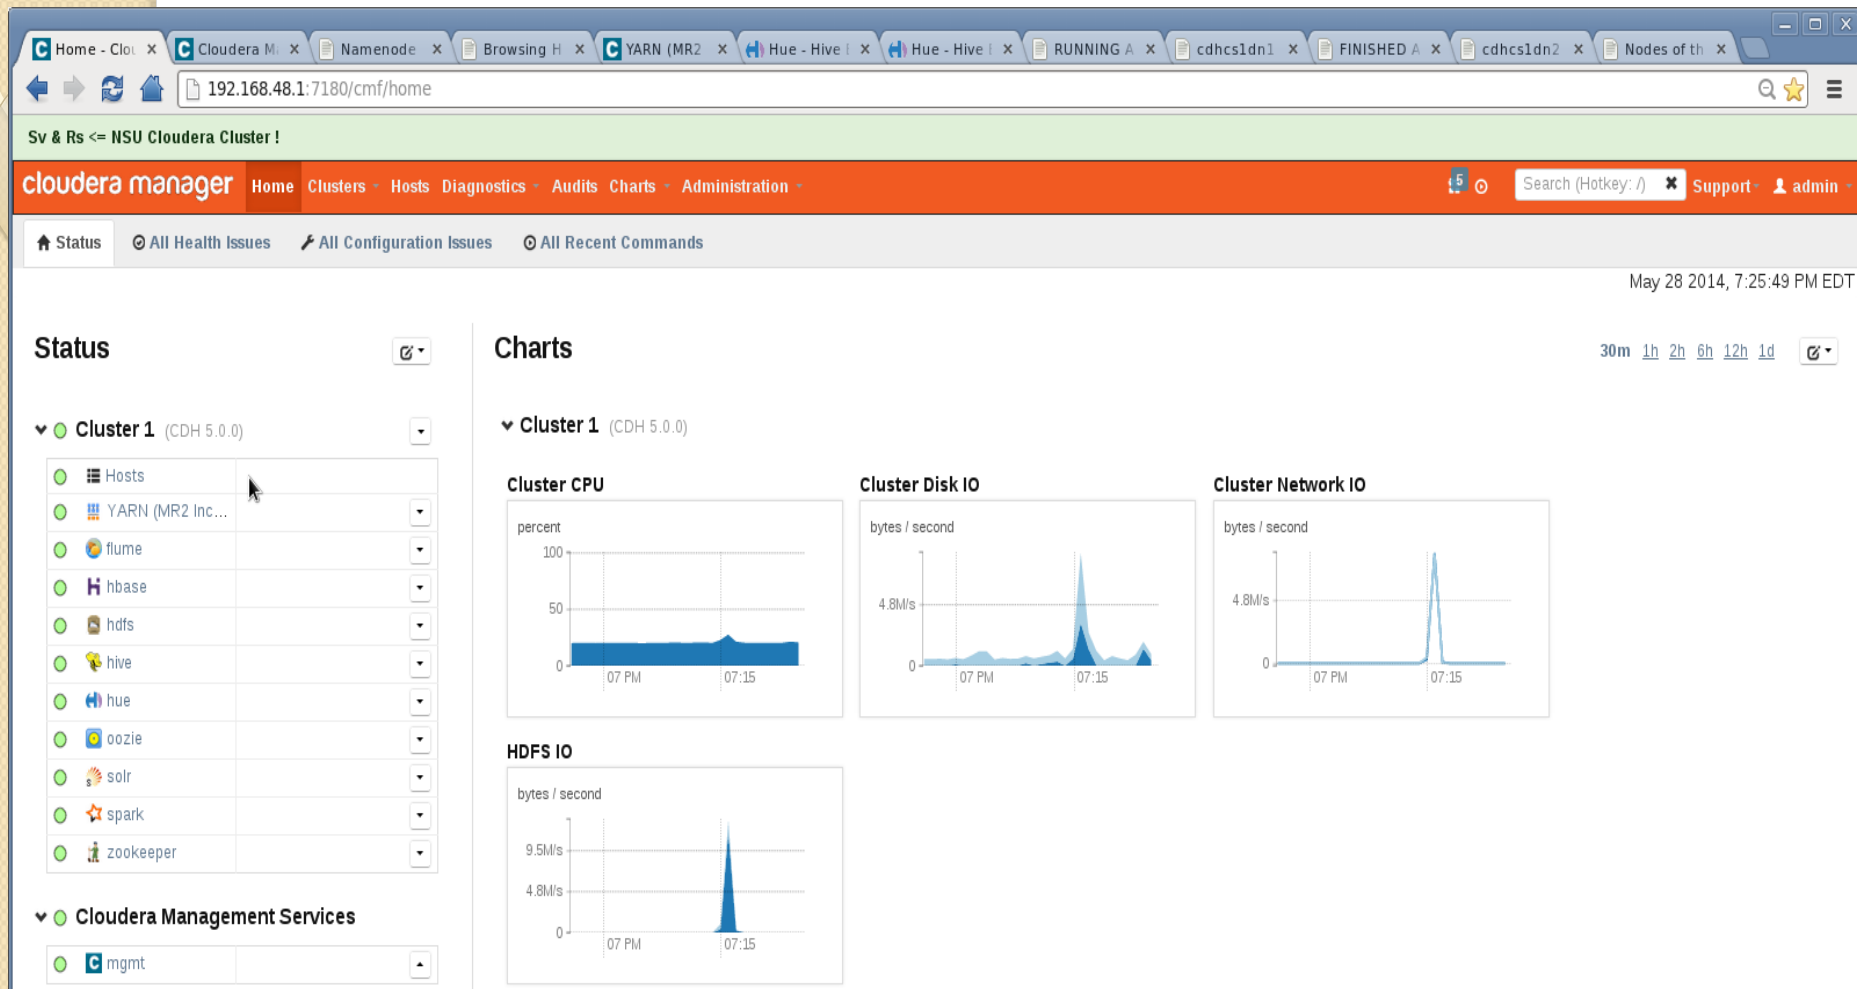 Home - Clou
Cloudera M
Namenode
Browsing H
YARN (MR2
Hue - Hive
Hue - Hive
RUNNING A
cdhcs1dn1
FINISHED A
cdhcs1dn2
Nodes of th
192.168.48.1:7180/cmf/home
Sv & Rs <= NSU Cloudera Cluster !
cloudera manager Home Clusters Hosts Diagnostics Audits Charts Administration 5 Search (Hotkey: /) Support admin
Status All Health Issues All Configuration Issues All Recent Commands
May 28 2014, 7:25:49 PM EDT
Status
Cluster 1 (CDH 5.0.0)
Hosts
YARN (MR2 Inc...
flume
hbase
hdfs
hive
hue
oozie
solr
spark
zookeeper
Cloudera Management Services
mgmt
Charts
30m 1h 2h 6h 12h 1d
Cluster 1 (CDH 5.0.0)
Cluster CPU
percent
100
50
0
07 PM 07:15
Cluster Disk IO
bytes / second
4.8M/s
0
07 PM 07:15
Cluster Network IO
bytes / second
4.8M/s
0
07 PM 07:15
HDFS IO
bytes / second
9.5M/s
4.8M/s
0
07 PM 07:15